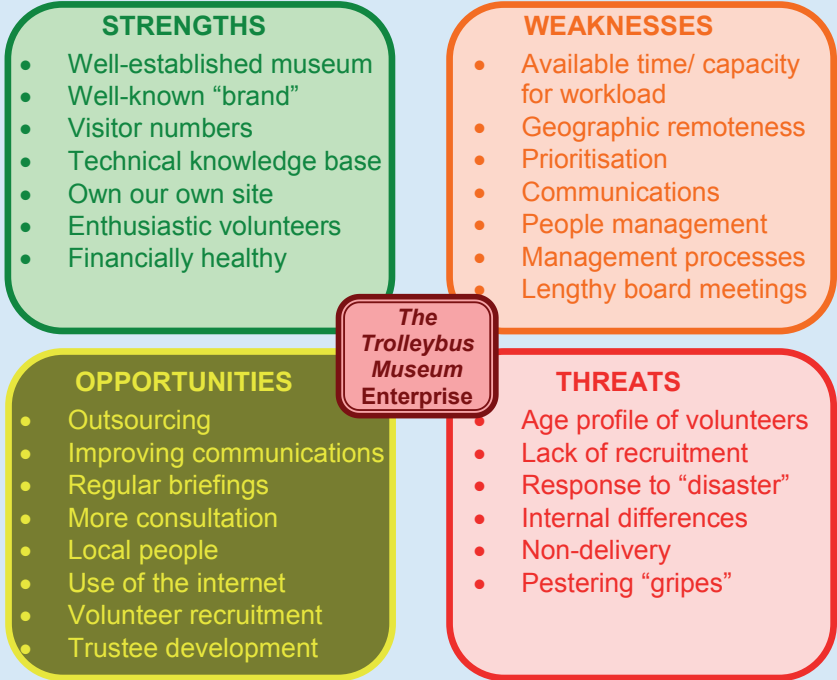 STRENGTHS
• Well-established museum
• Well-known “brand”
• Visitor numbers
• Technical knowledge base
• Own our own site
• Enthusiastic volunteers
• Financially healthy
WEAKNESSES
• Available time/ capacity
for workload
• Geographic remoteness
• Prioritisation
• Communications
• People management
• Management processes
• Lengthy board meetings
The
Trolleybus
Museum
Enterprise
OPPORTUNITIES
• Outsourcing
• Improving communications
• Regular briefings
• More consultation
• Local people
• Use of the internet
• Volunteer recruitment
• Trustee development
THREATS
• Age profile of volunteers
• Lack of recruitment
• Response to “disaster”
• Internal differences
• Non-delivery
• Pestering “gripes”